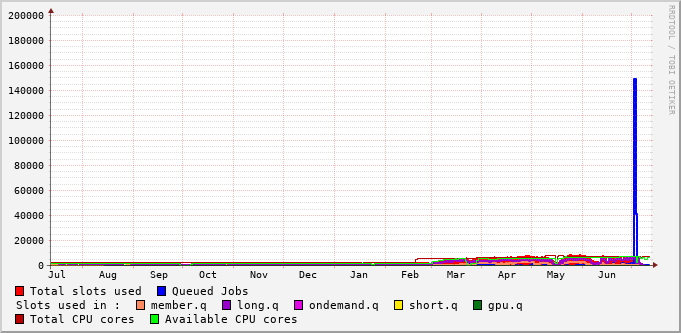 200000
180000
160000
140000
120000
100000
80000
60000
40000
20000
0
Jul Aug Sep Oct Nov Dec Jan Feb Mar Apr May Jun
RRDTOOL / TOBI OETIKER
Total slots used Queued Jobs
Slots used in : member.q long.q ondemand.q short.q gpu.q
Total CPU cores Available CPU cores